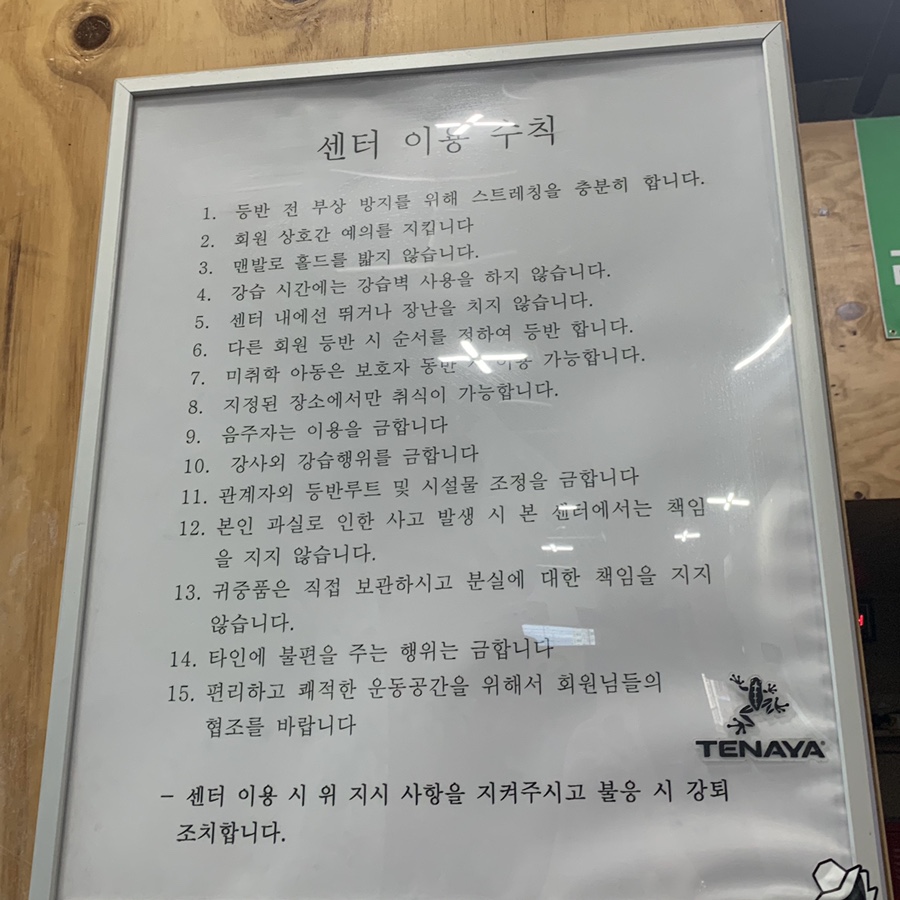 센터 이용 수칙
1. 등반 전 부상 방지를 위해 스트레칭을 충분히 합니다.
2. 회원 상호간 예의를 지킵니다
3. 맨발로 홀드를 밟지 않습니다.
4. 강습 시간에는 강습벽 사용을 하지 않습니다.
5. 센터 내에선 뛰거나 장난을 치지 않습니다.
6. 다른 회원 등반 시 순서를 정하여 등반 합니다.
7. 미취학 아동은 보호자 동반 시 이용 가능합니다.
8. 지정된 장소에서만 취식이 가능합니다.
9. 음주자는 이용을 금합니다
10. 강사외 강습행위를 금합니다
11. 관계자외 등반루트 및 시설물 조정을 금합니다
12. 본인 과실로 인한 사고 발생 시 본 센터에서는 책임
을 지지 않습니다.
13. 귀중품은 직접 보관하시고 분실에 대한 책임을 지지
않습니다.
14. 타인에 불편을 주는 행위는 금합니다
15. 편리하고 쾌적한 운동공간을 위해서 회원님들의
협조를 바랍니다
TENAYA
- 센터 이용 시 위 지시 사항을 지켜주시고 불응 시 강퇴
조치합니다.